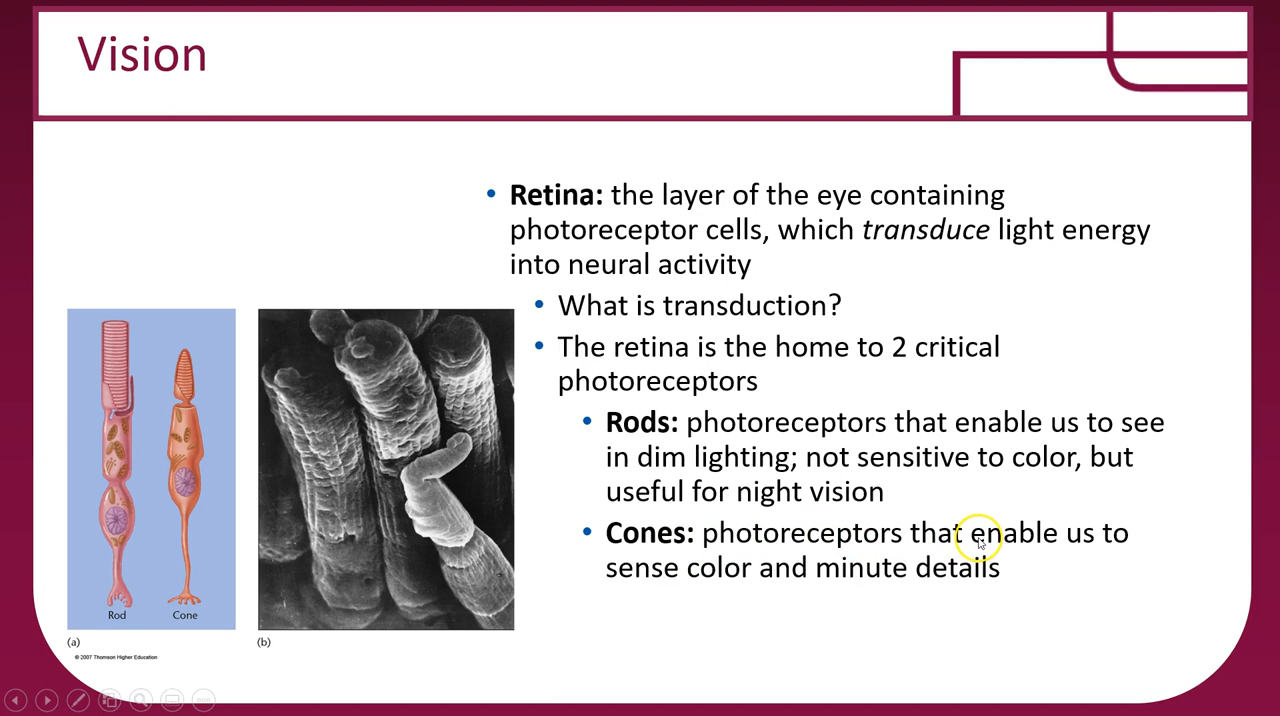 Vision
• Retina: the layer of the eye containing
photoreceptor cells, which transduce light energy
into neural activity
• What is transduction?
• The retina is the home to 2 critical
photoreceptors
• Rods: photoreceptors that enable us to see
in dim lighting; not sensitive to color, but
useful for night vision
• Cones: photoreceptors that enable us to
sense color and minute details
Rod Cone
(a) (b)
© 2007 Thomson Higher Education